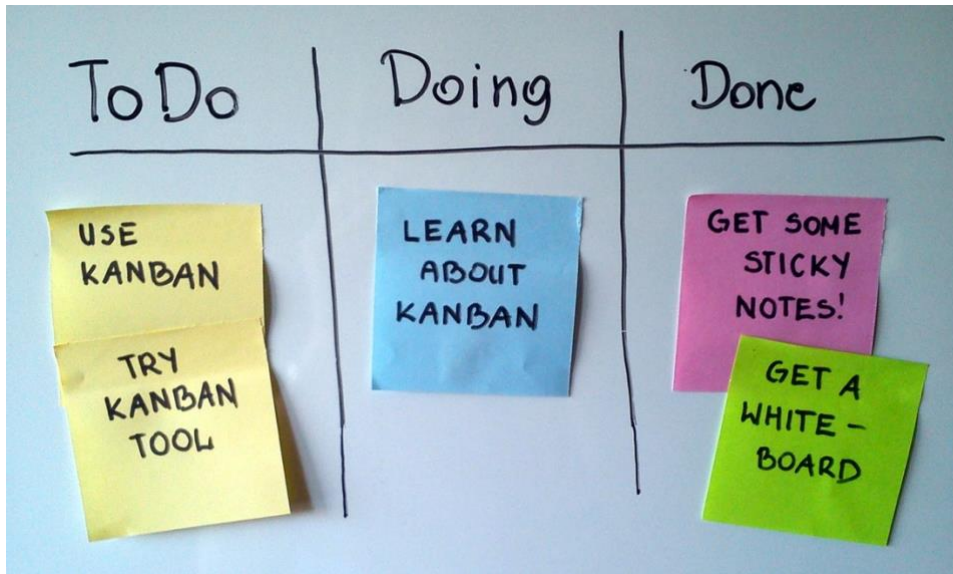 To Do
Doing
Done
USE
KANBAN
TRY
KANBAN
TOOL
LEARN
ABOUT
KANBAN
GET SOME
STICKY
NOTES!
GET A
WHITE -
BOARD